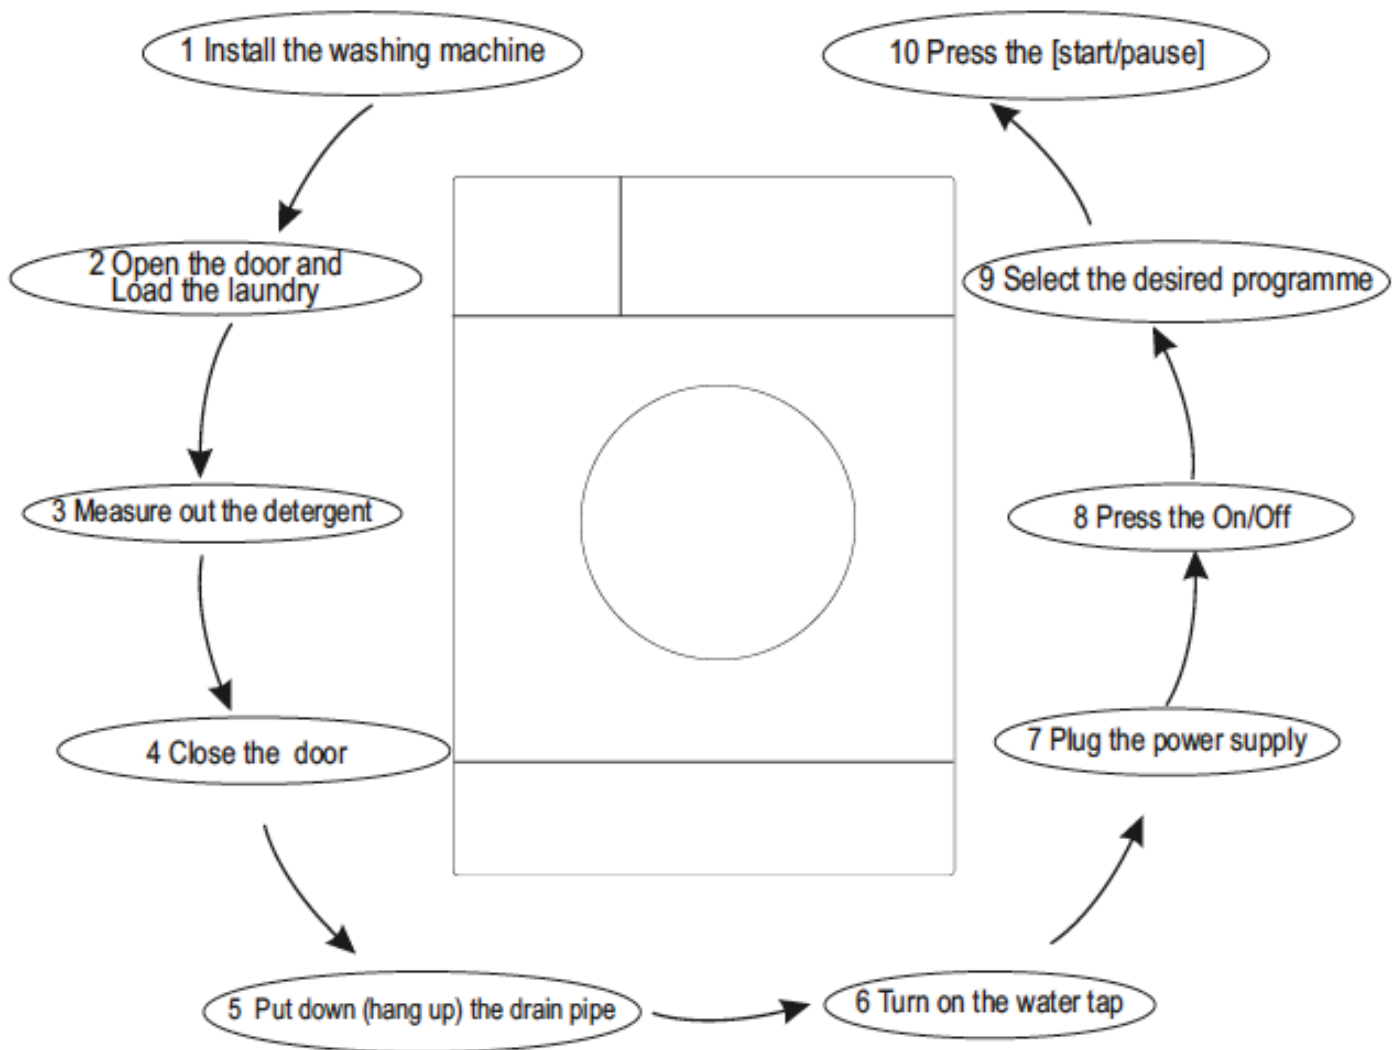 1 Install the washing machine
2 Open the door and
Load the laundry
3 Measure out the detergent
4 Close the door
5 Put down (hang up) the drain pipe
6 Turn on the water tap
7 Plug the power supply
8 Press the On/Off
9 Select the desired programme
10 Press the [start/pause]